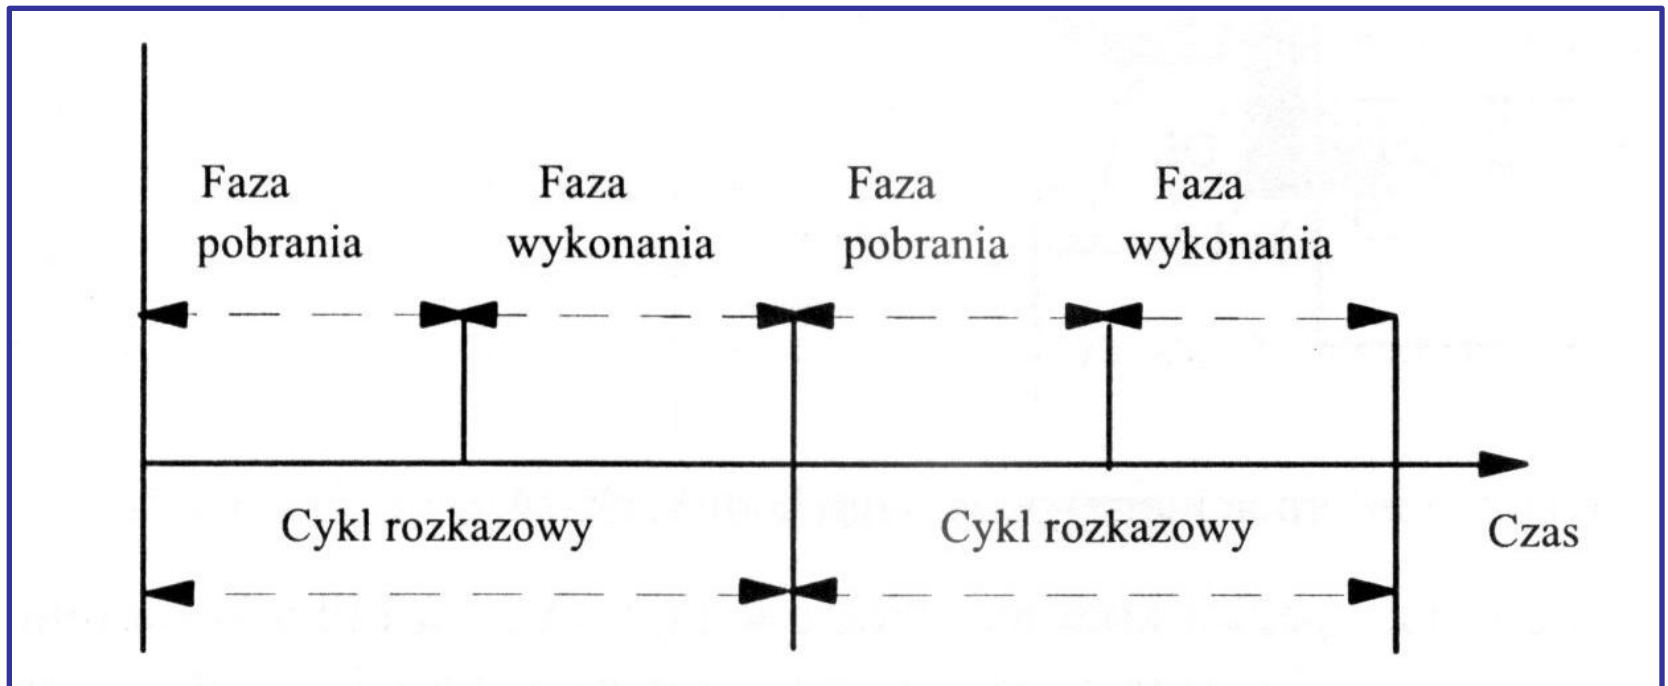 Faza
pobrania
Faza
wykonania
Faza
pobrania
Faza
wykonania
Cykl rozkazowy
Cykl rozkazowy
Czas